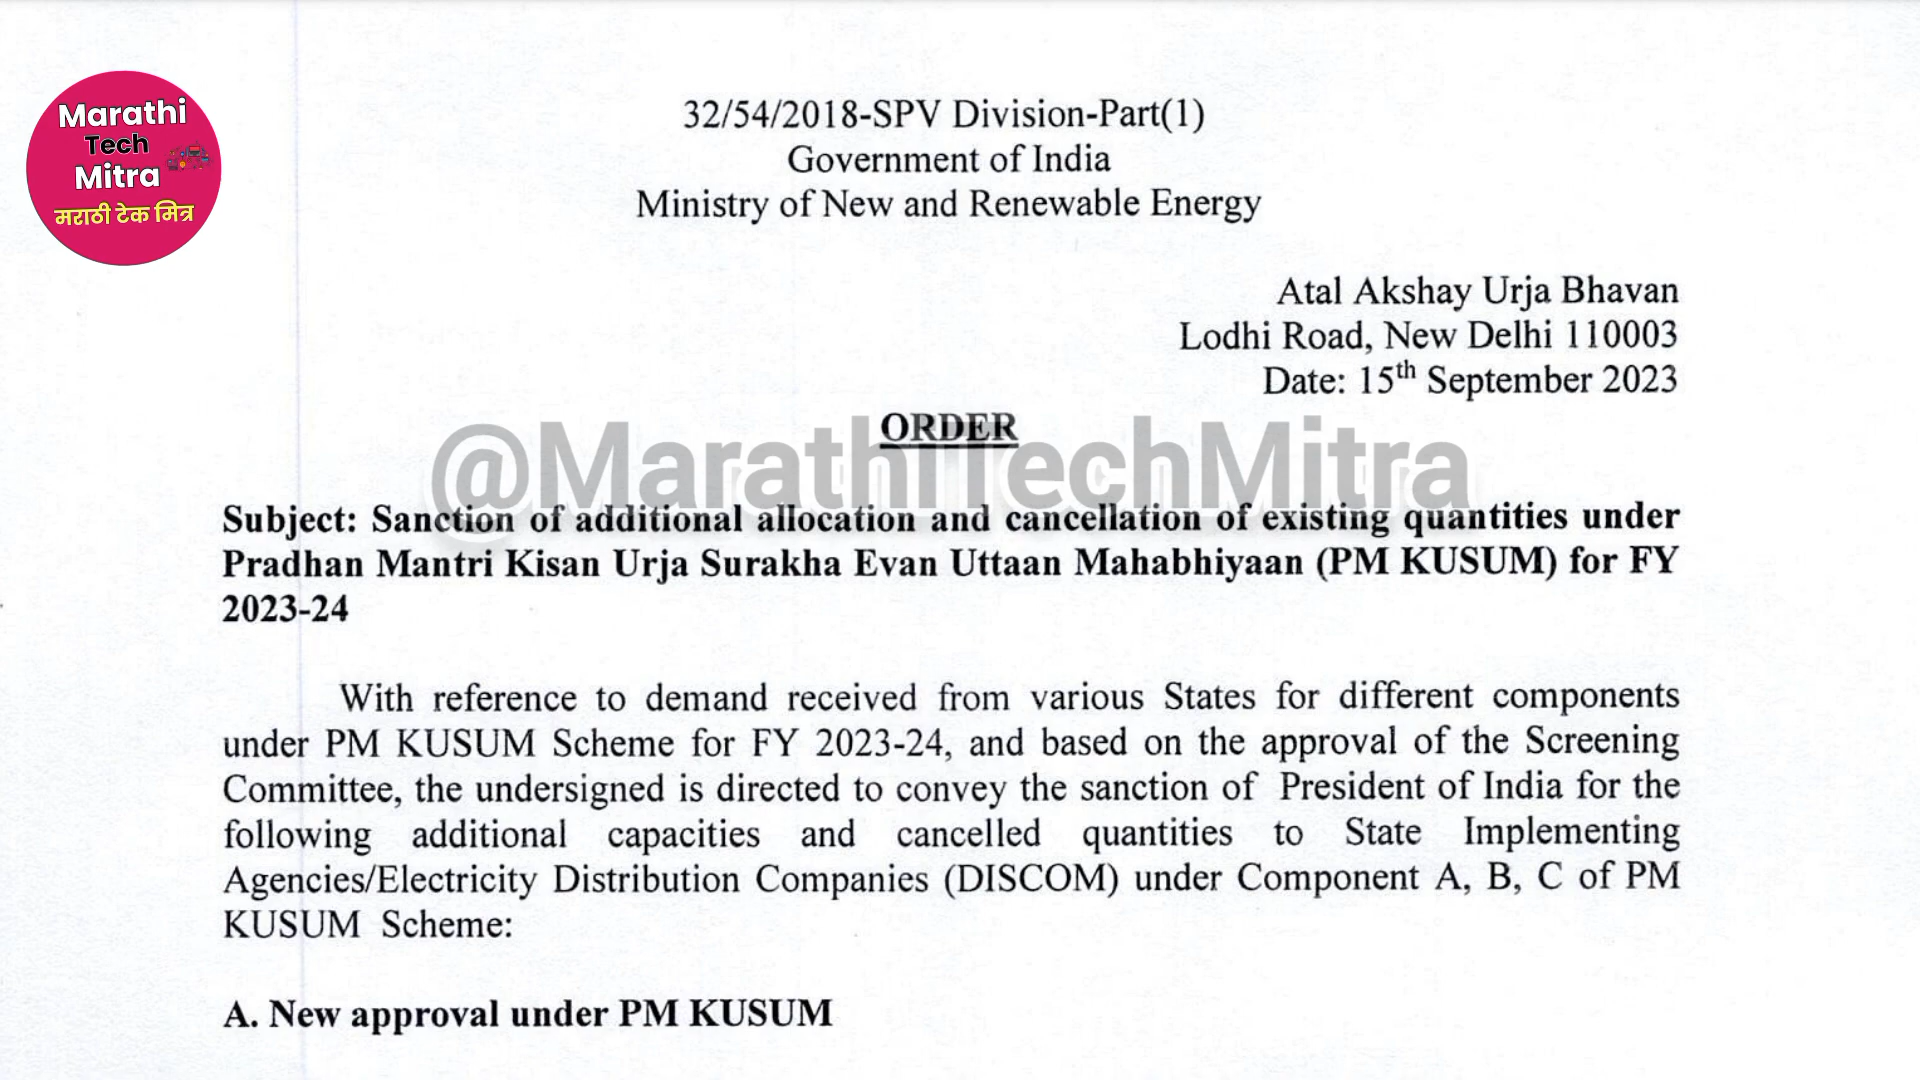 Marathi
Tech
Mitra
मराठी टेक मित्र
32/54/2018-SPV Division-Part(1)
Government of India
Ministry of New and Renewable Energy
Atal Akshay Urja Bhavan
Lodhi Road, New Delhi 110003
Date: 15th September 2023
ORDER
@MarathiTechMitra
Subject: Sanction of additional allocation and cancellation of existing quantities under
Pradhan Mantri Kisan Urja Surakha Evan Uttaan Mahabhiyaan (PM KUSUM) for FY
2023-24
With reference to demand received from various States for different components
under PM KUSUM Scheme for FY 2023-24, and based on the approval of the Screening
Committee, the undersigned is directed to convey the sanction of President of India for the
following additional capacities and cancelled quantities to State Implementing
Agencies/Electricity Distribution Companies (DISCOM) under Component A, B, C of PM
KUSUM Scheme:
A. New approval under PM KUSUM